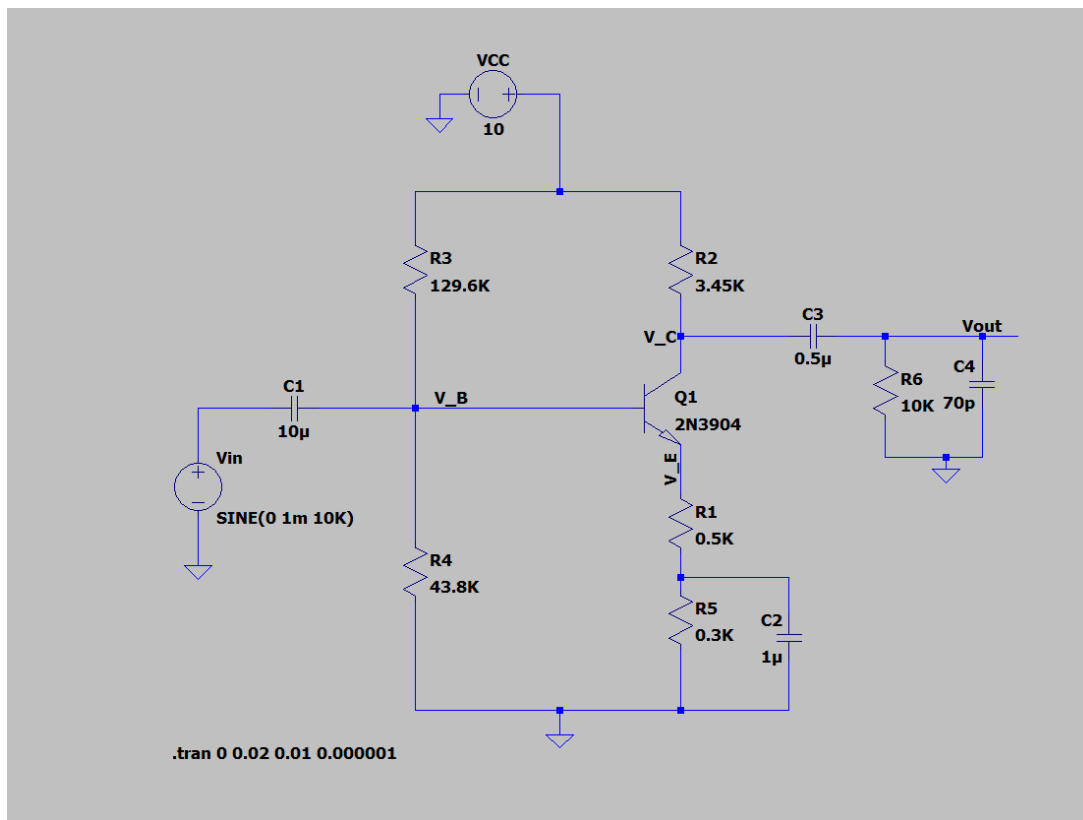 VCC
10
R3
129.6K
R2
3.45K
C3
0.5µ
V_C
Vout
C4
70p
R6
10K
C1
10µ
V_B
Q1
2N3904
V_E
Vin
SINE(0 1m 10K)
R1
0.5K
R4
43.8K
R5
0.3K
C2
1µ
.tran 0 0.02 0.01 0.000001